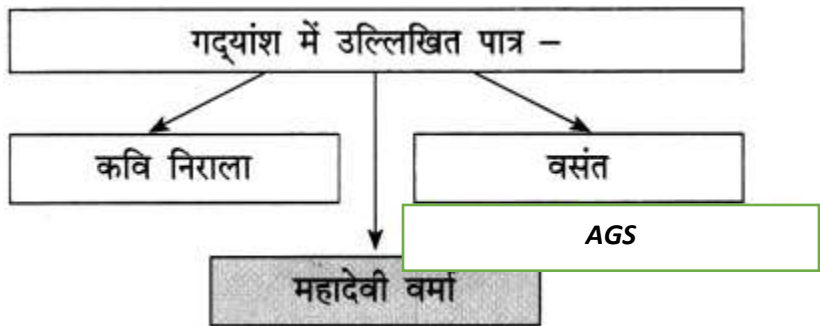 गद्‌यांश में उल्लिखित पात्र –
कवि निराला
वसंत
AGS
महादेवी वर्मा